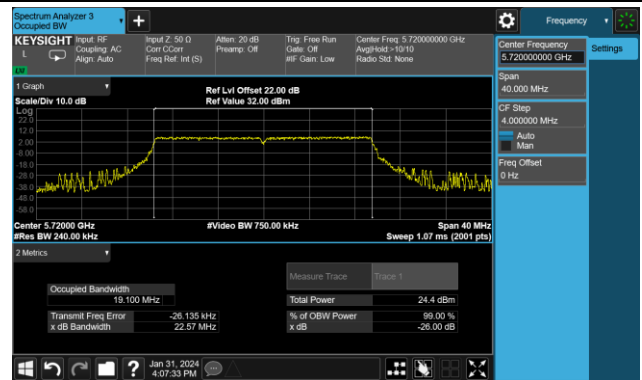 Spectrum Analyzer 3
Occupied BW
Frequency
KEYSIGHT
L
Input: RF
Coupling: AC
Align: Auto
Input Z: 50 Ω
Corr CCorr
Freq Ref: Int (S)
Atten: 20 dB
Preamp: Off
Trig: Free Run
Gate: Off
#IF Gain: Low
Center Freq: 5.720000000 GHz
Avg|Hold:>10/10
Radio Std: None
Center Frequency
5.720000000 GHz
Settings
Span
40.000 MHz
CF Step
4.000000 MHz
Auto
Man
Freq Offset
0 Hz
1 Graph
Scale/Div 10.0 dB
Ref Lvl Offset 22.00 dB
Ref Value 32.00 dBm
Log
22.0
12.0
2.00
-8.00
-18.0
-28.0
-38.0
-48.0
-58.0
Center 5.72000 GHz
#Video BW 750.00 kHz
Span 40 MHz
#Res BW 240.00 kHz
Sweep 1.07 ms (2001 pts)
2 Metrics
Measure Trace
Trace 1
Occupied Bandwidth
19.100 MHz
Total Power
24.4 dBm
Transmit Freq Error
-26.135 kHz
% of OBW Power
99.00 %
x dB Bandwidth
22.57 MHz
x dB
-26.00 dB
?
Jan 31, 2024
4:07:33 PM